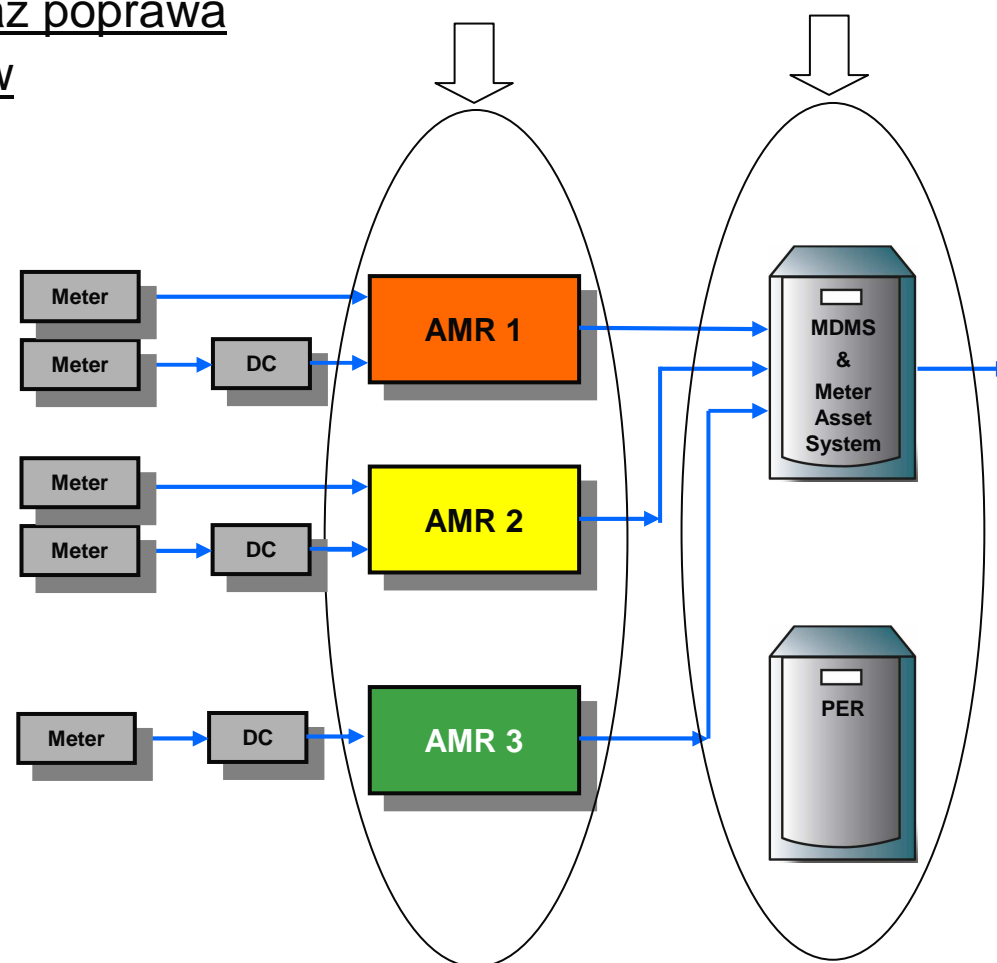 poprawa
Meter
AMR 1
Meter
DC
MDMS
&
Meter
Asset
System
Meter
AMR 2
Meter
DC
Meter
DC
AMR 3
PER